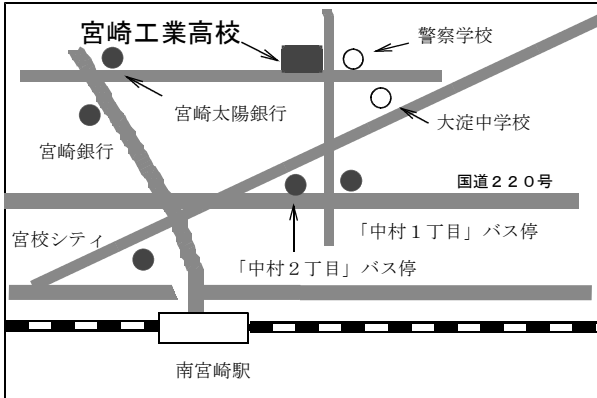 宮崎工業高校
警察学校
宮崎太陽銀行
大淀中学校
宮崎銀行
国道２２０号
宮校シティ
「中村１丁目」バス停
「中村２丁目」バス停
南宮崎駅